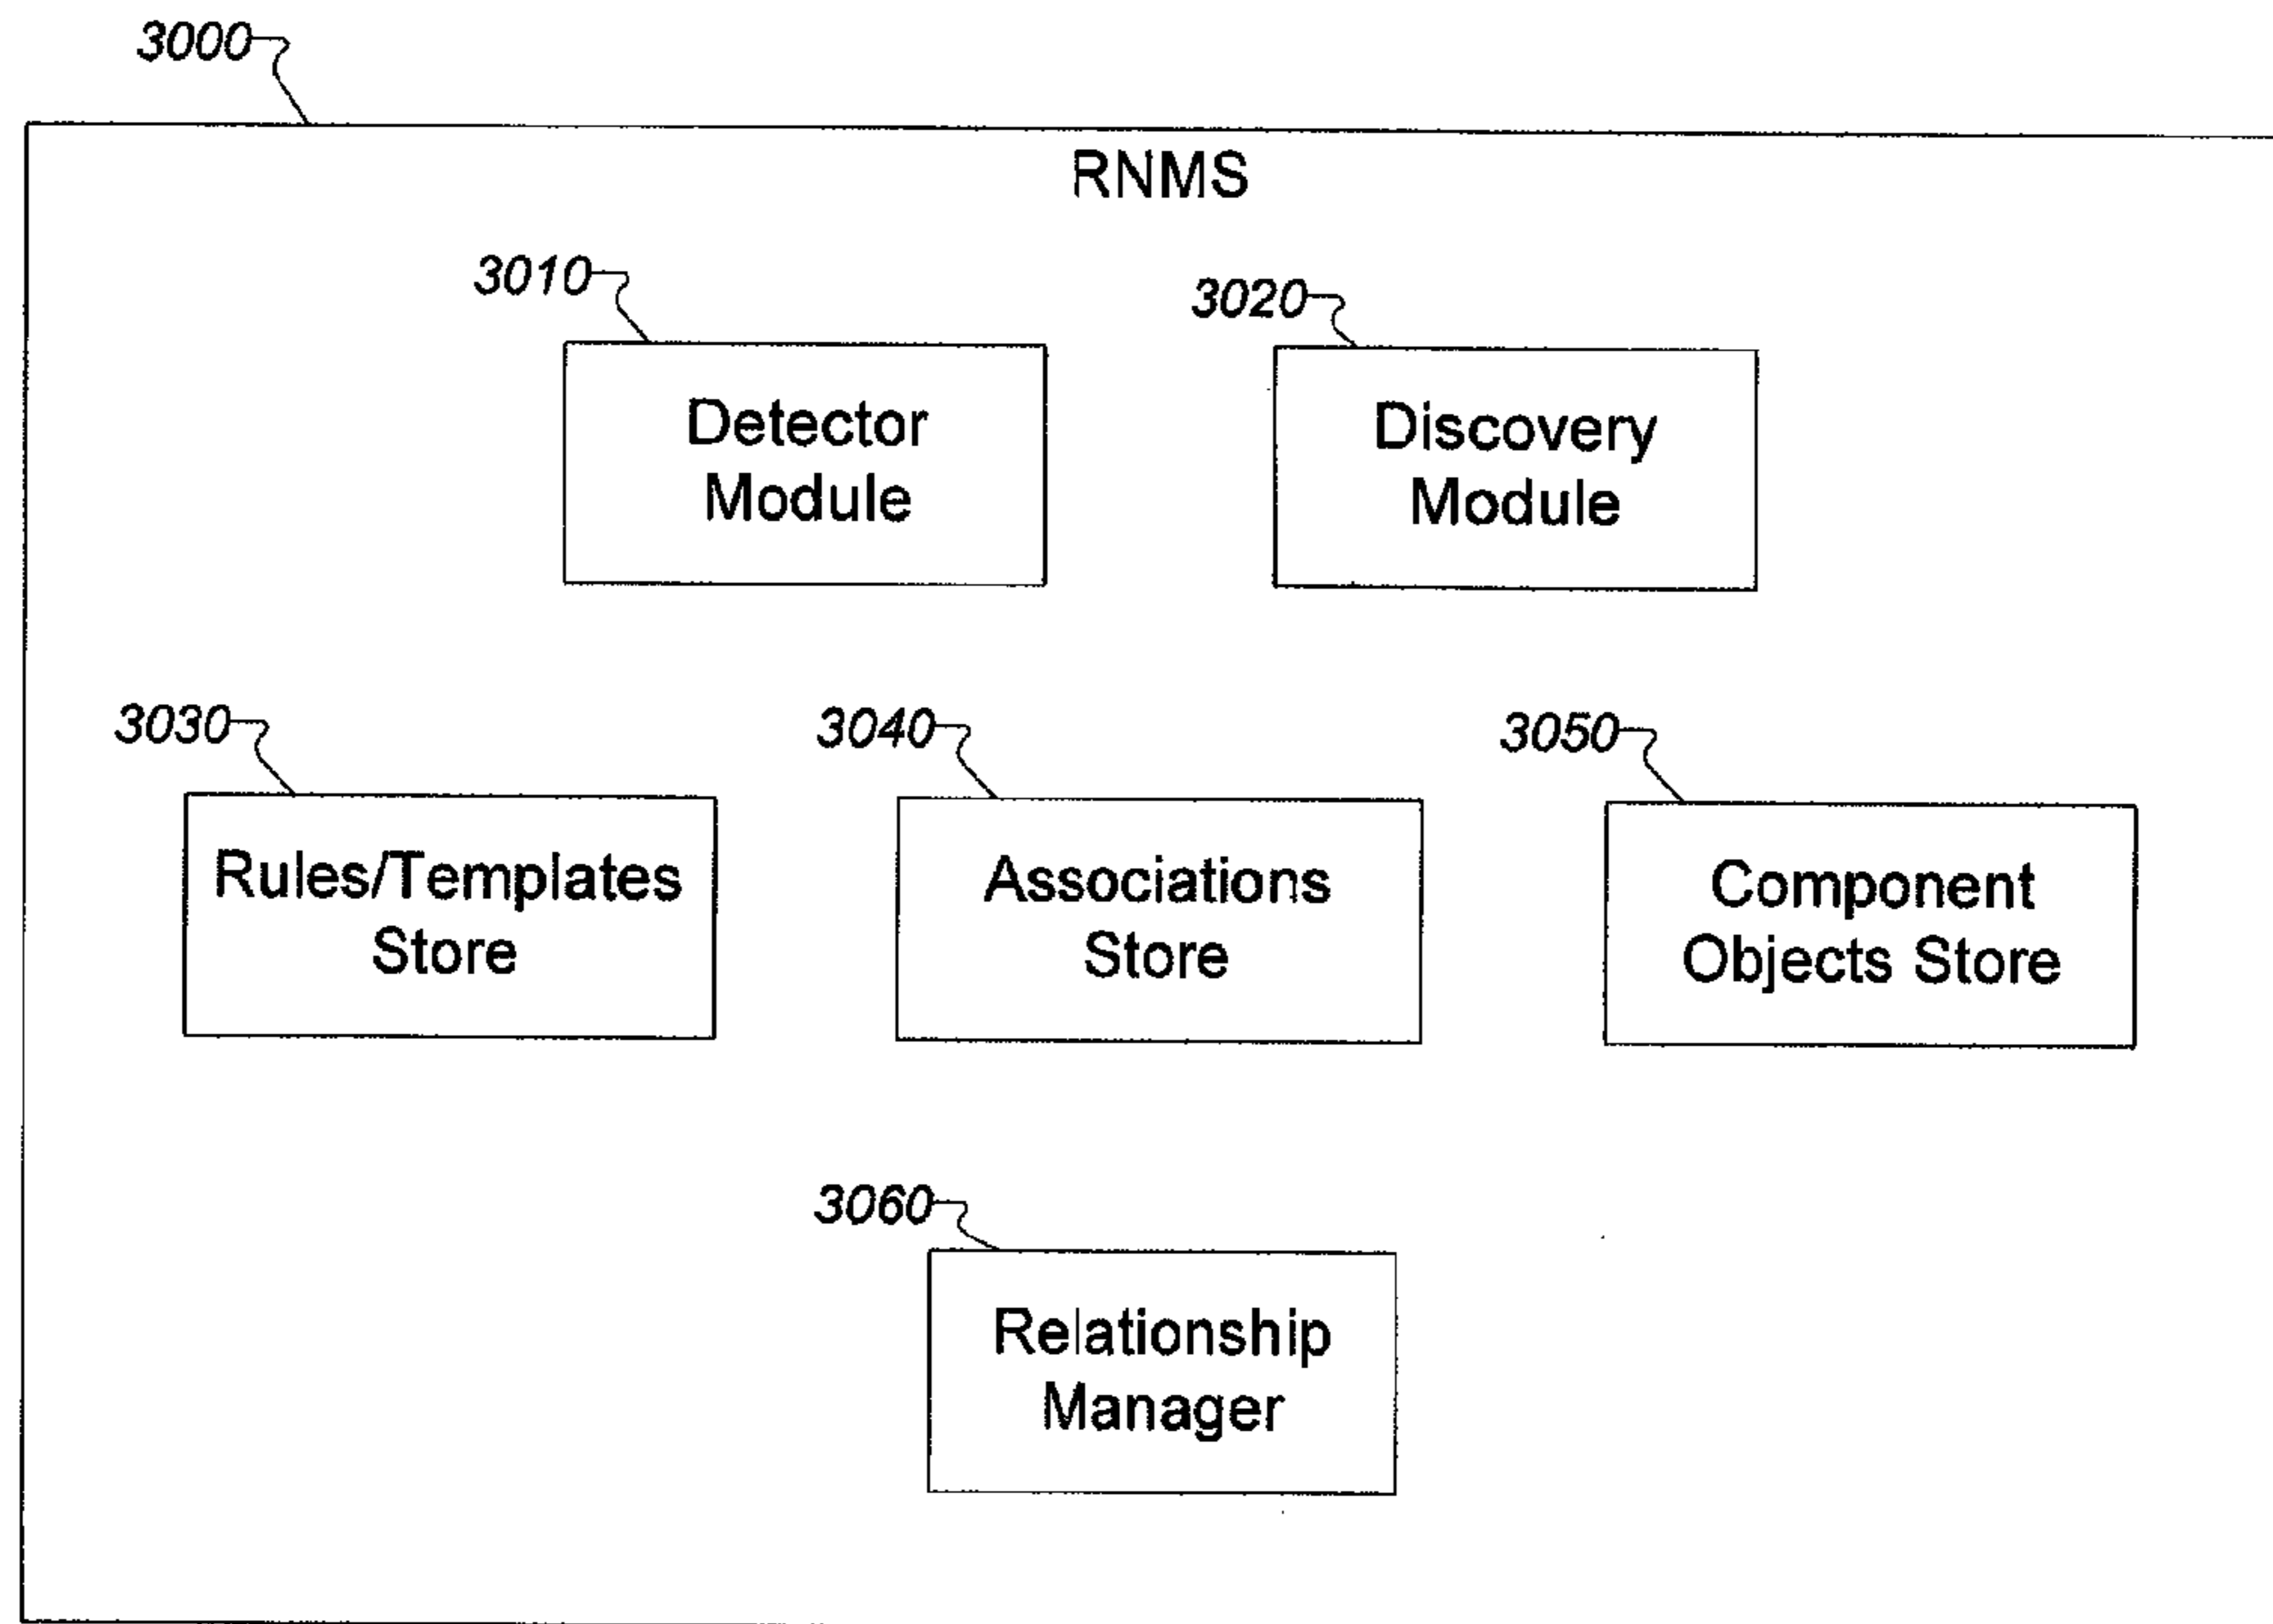 3000
RNMS
3010
3020
Detector
Module
Discovery
Module
3030
3040
3050
Rules/Templates
Store
Associations
Store
Component
Objects Store
3060
Relationship
Manager